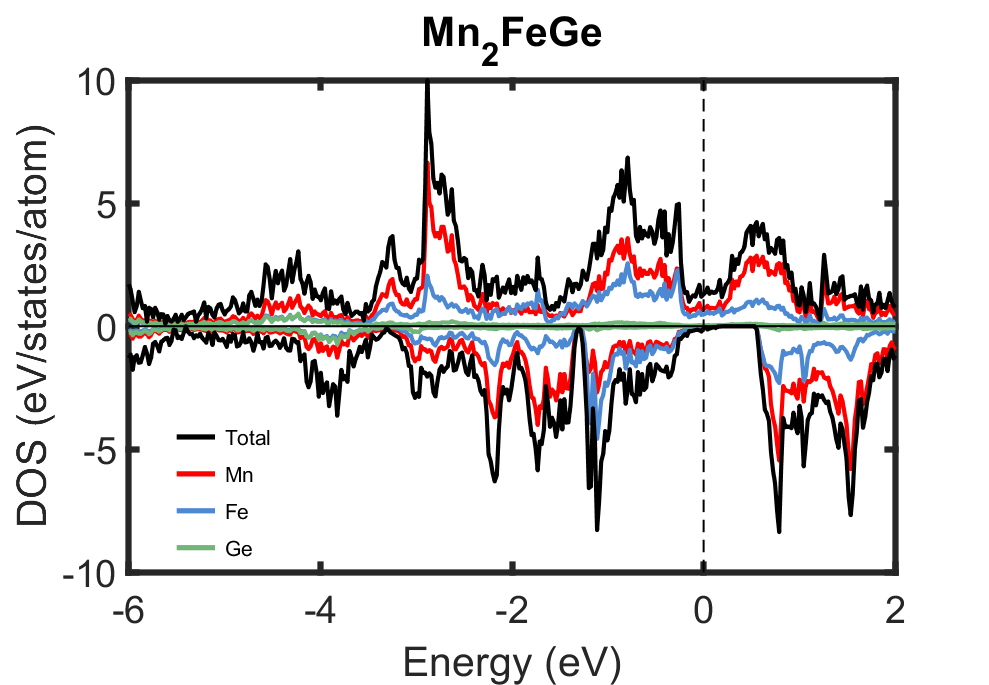 Mn₂FeGe
DOS (eV/states/atom)
10
5
0
-5
-10
Total
Mn
Fe
Ge
-6 -4 -2 0 2
Energy (eV)